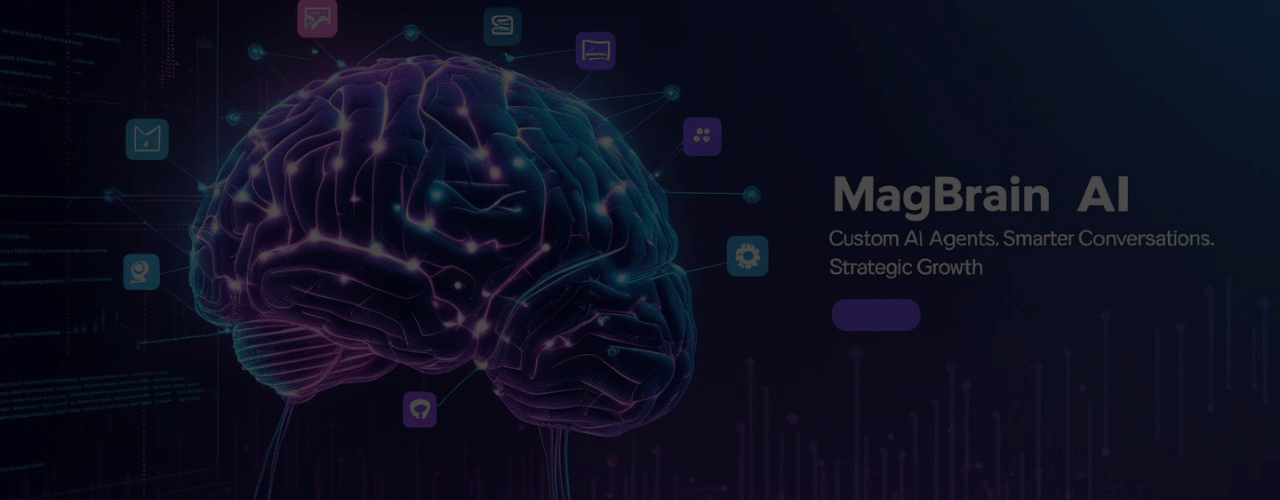 MagBrain AI
Custom AI Agents. Smarter Conversations.
Strategic Growth